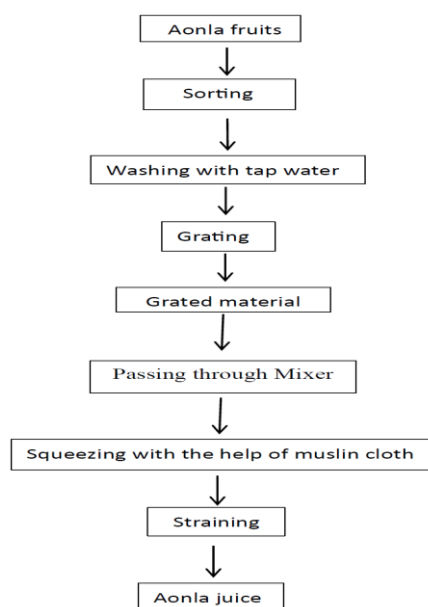 Aonla fruits
Sorting
Washing with tap water
Grating
Grated material
Passing through Mixer
Squeezing with the help of muslin cloth
Straining
Aonla juice